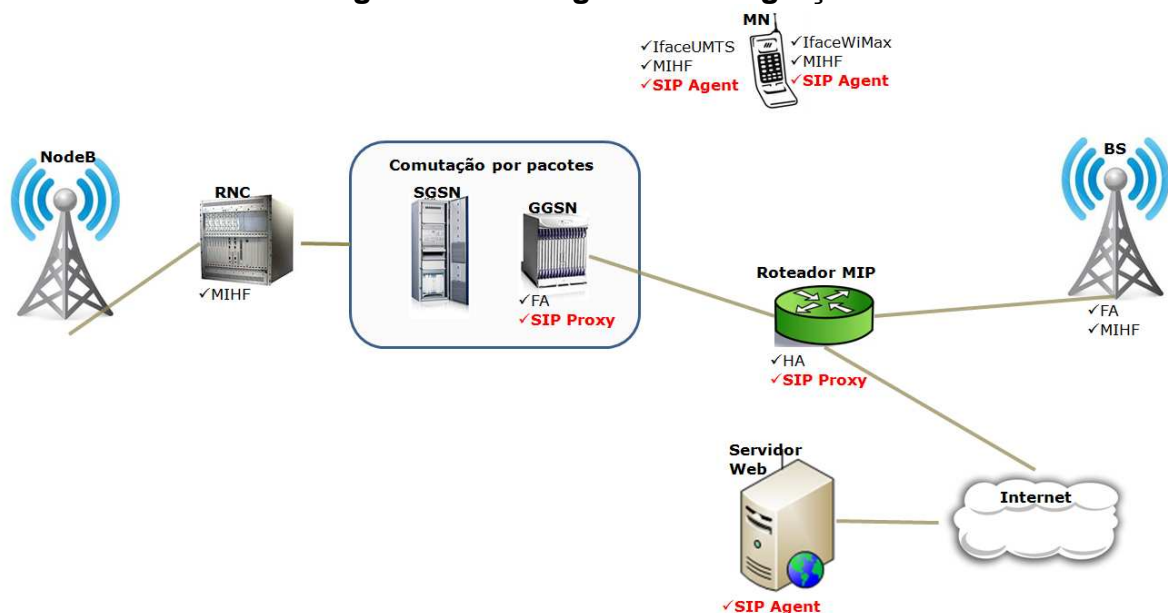 MN
✓IfaceUMTS
✓MIHF
✓SIP Agent
✓IfaceWiMax
✓MIHF
✓SIP Agent
NodeB
RNC
✓MIHF
Comutação por pacotes
SGSN
GGSN
✓FA
✓SIP Proxy
Roteador MIP
✓HA
✓SIP Proxy
BS
✓FA
✓MIHF
Servidor
Web
✓SIP Agent
Internet